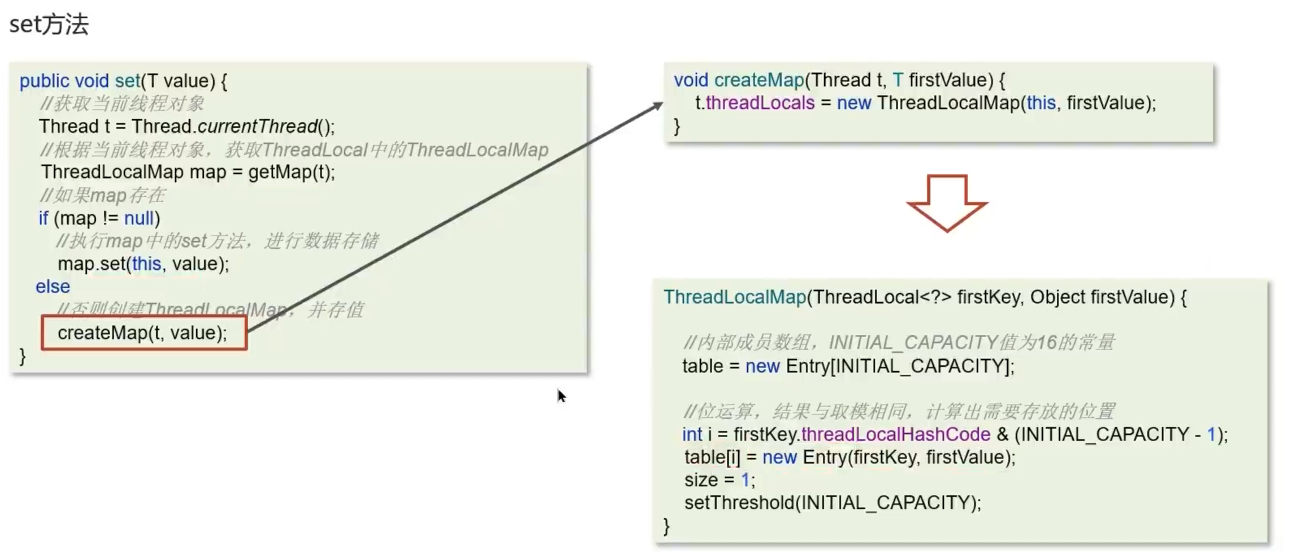 set方法
public void set(T value) {
//获取当前线程对象
Thread t = Thread.currentThread();
//根据当前线程对象，获取ThreadLocal中的ThreadLocalMap
ThreadLocalMap map = getMap(t);
//如果map存在
if (map != null)
//执行map中的set方法，进行数据存储
map.set(this, value);
else
//否则创建ThreadLocalMap，并存值
createMap(t, value);
}
void createMap(Thread t, T firstValue) {
t.threadLocals = new ThreadLocalMap(this, firstValue);
}
ThreadLocalMap(ThreadLocal<?> firstKey, Object firstValue) {
//内部成员数组，INITIAL_CAPACITY值为16的常量
table = new Entry[INITIAL_CAPACITY];
//位运算，结果与取模相同，计算出需要存放的位置
int i = firstKey.threadLocalHashCode & (INITIAL_CAPACITY - 1);
table[i] = new Entry(firstKey, firstValue);
size = 1;
setThreshold(INITIAL_CAPACITY);
}